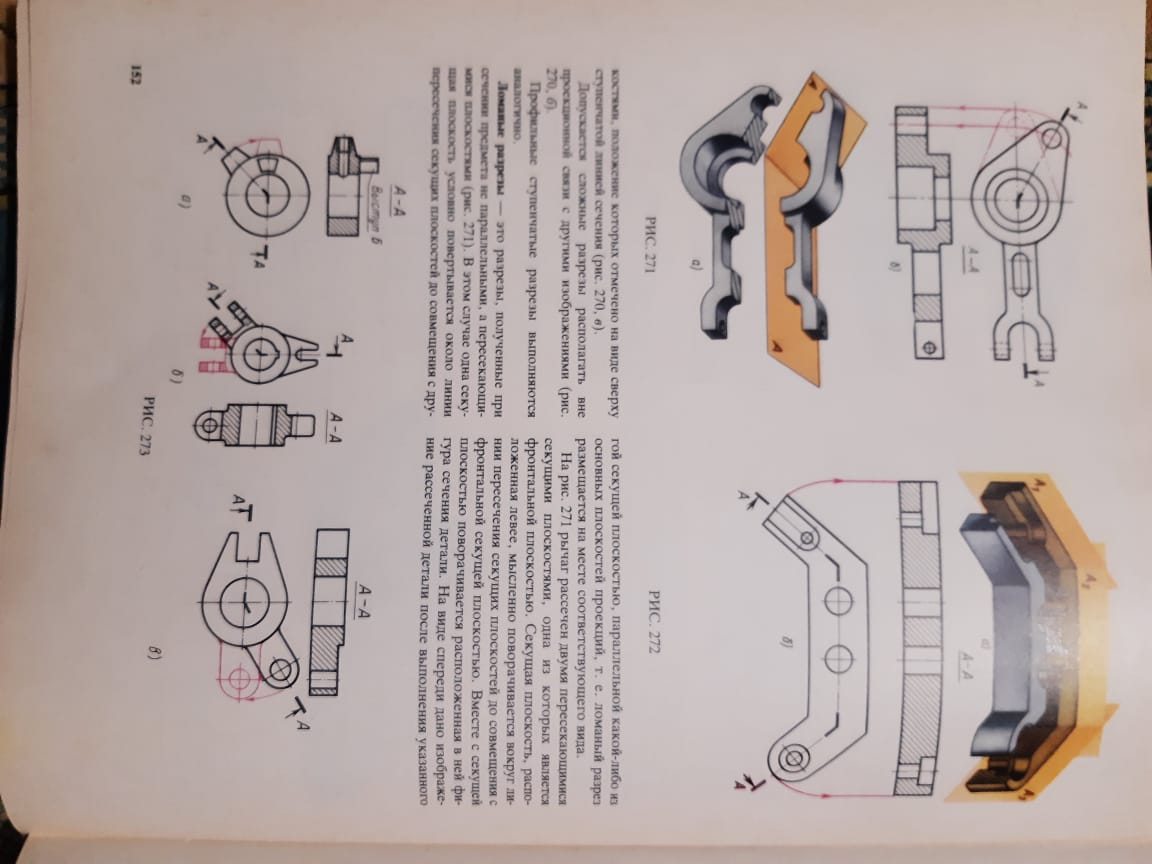 А
А
А-А
б)
А
А
а)
РИС. 271
А₁
А₂
А₃
а)
А-А
А
А
б)
РИС. 272
костями, положение которых отмечено на виде сверху
ступенчатой линией сечения (рис. 270, в).
Допускается сложные разрезы располагать вне
проекционной связи с другими изображениями (рис.
270, б).
Профильные ступенчатые разрезы выполняются
аналогично.
Ломаные разрезы — это разрезы, полученные при
сечении предмета не параллельными, а пересекающи-
мися плоскостями (рис. 271). В этом случае одна секу-
щая плоскость условно повертывается около линии
пересечения секущих плоскостей до совмещения с дру-
гой секущей плоскостью, параллельной какой-либо из
основных плоскостей проекций, т. е. ломаный разрез
размещается на месте соответствующего вида.
На рис. 271 рычаг рассечен двумя пересекающимися
секущими плоскостями, одна из которых является
фронтальной плоскостью. Секущая плоскость, распо-
ложенная левее, мысленно поворачивается вокруг ли-
нии пересечения секущих плоскостей до совмещения с
фронтальной секущей плоскостью. Вместе с секущей
плоскостью поворачивается расположенная в ней фи-
гура сечения детали. На виде спереди дано изображе-
ние рассеченной детали после выполнения указанного
А-А
Выступ Б
А
А
а)
А
А
А-А
б)
А-А
А
А
в)
РИС. 273
152